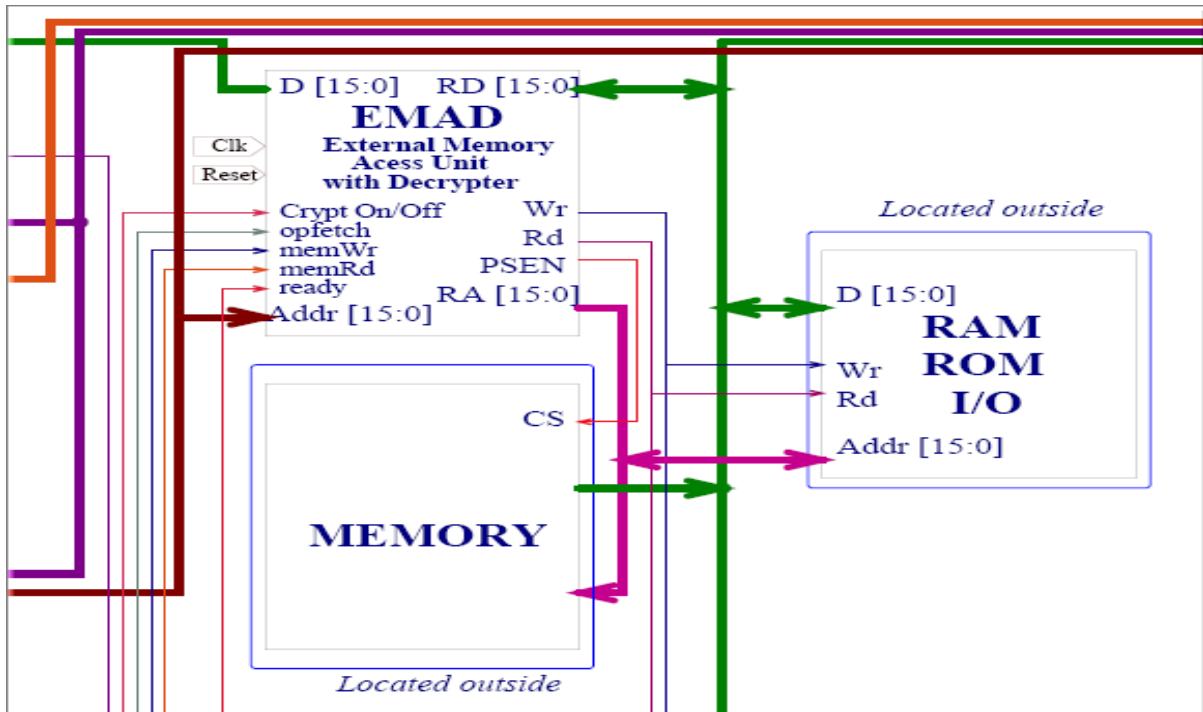 D [15:0] RD [15:0]
EMAD
External Memory
Acess Unit
with Decrypter
Clk
Reset
Crypt On/Off
opfetch
memWr
memRd
ready
Addr [15:0]
Wr
Rd
PSEN
RA [15:0]
Located outside
D [15:0]
RAM
ROM
I/O
Wr
Rd
Addr [15:0]
CS
MEMORY
Located outside